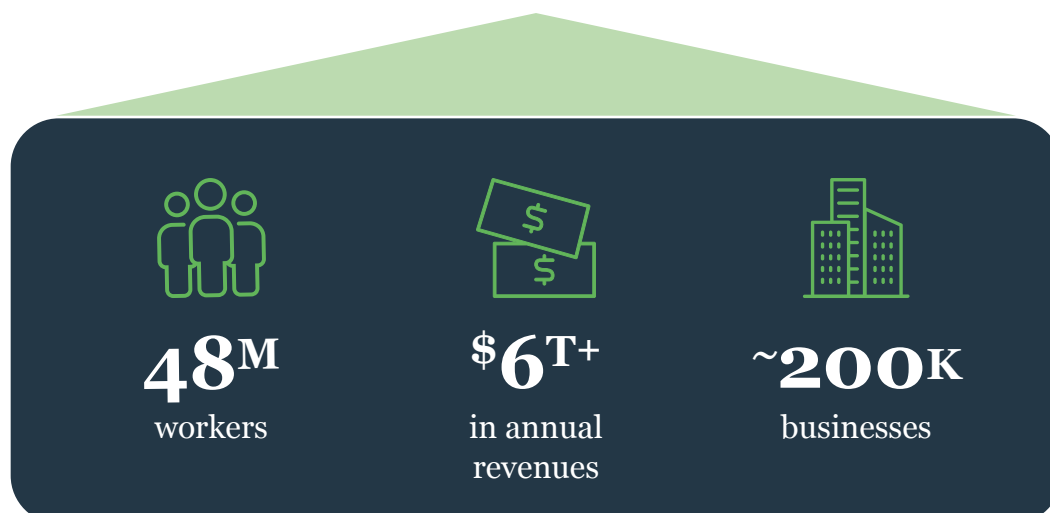 $ $
48M
workers
$6T+
in annual
revenues
~200K
businesses